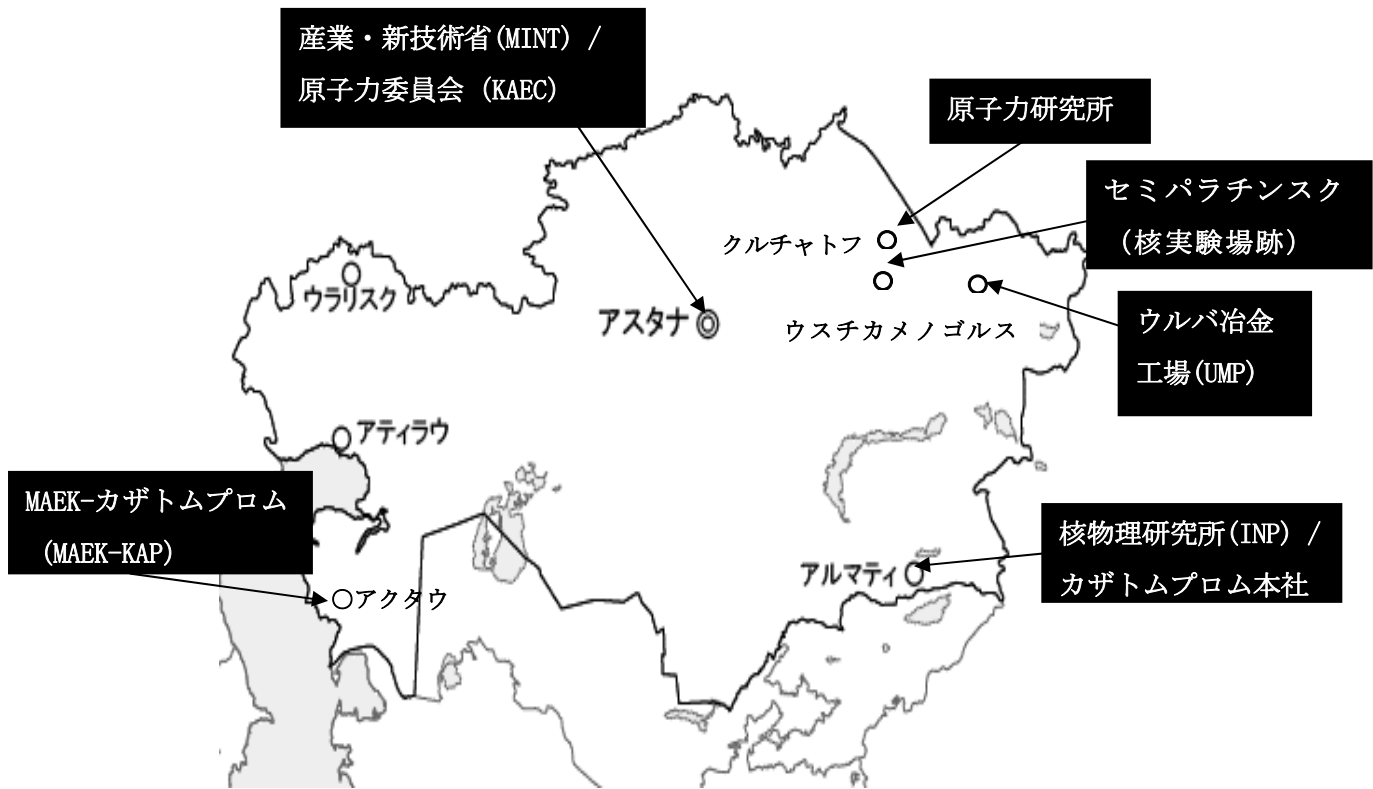 産業・新技術省(MINT) /
原子力委員会 (KAEC)
原子力研究所
セミパラチンスク
(核実験場跡)
クルチャトフ
ウラリスク
アスタナ
ウスチカメノゴルス
ウルバ冶金
工場(UMP)
アティラウ
MAEK-カザトムプロム
(MAEK-KAP)
核物理研究所(INP) /
カザトムプロム本社
アルマティ
アクタウ